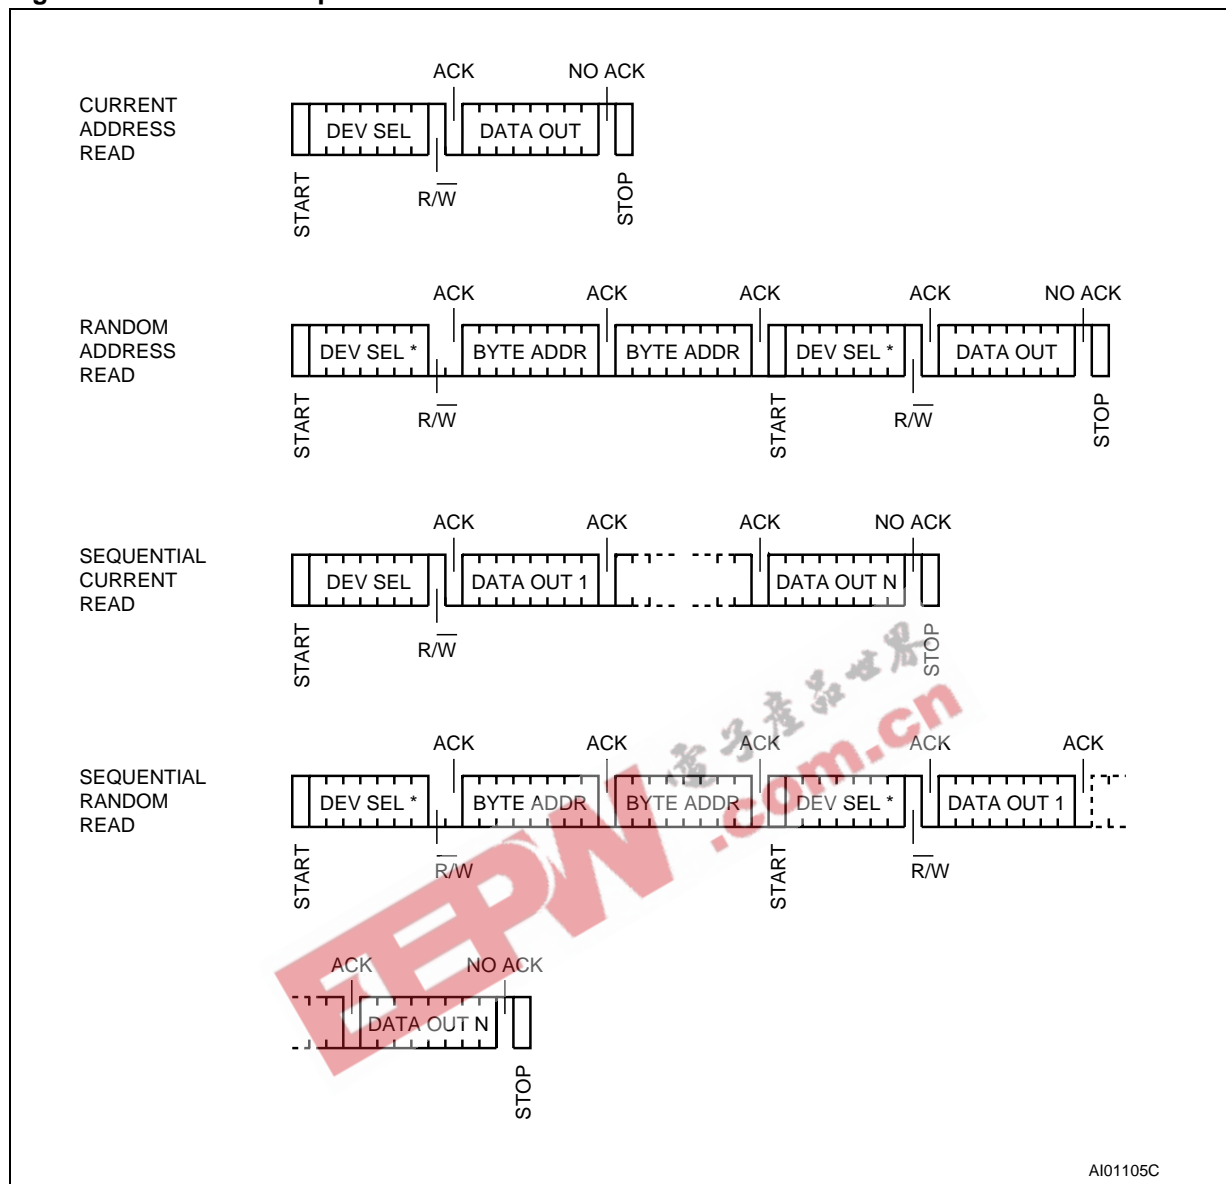 ACK NO ACK
CURRENT
ADDRESS
READ
DEV SEL DATA OUT
START R/W STOP
ACK ACK ACK ACK NO ACK
RANDOM
ADDRESS
READ
DEV SEL * BYTE ADDR BYTE ADDR DEV SEL * DATA OUT
START R/W START R/W STOP
ACK ACK ACK NO ACK
SEQUENTIAL
CURRENT
READ
DEV SEL DATA OUT 1 DATA OUT N
START R/W STOP
電子產品世界
EEPW.com.cn
ACK ACK ACK ACK ACK
SEQUENTIAL
RANDOM
READ
DEV SEL * BYTE ADDR BYTE ADDR DEV SEL * DATA OUT 1
START R/W START R/W
ACK NO ACK
DATA OUT N
STOP
AI01105C